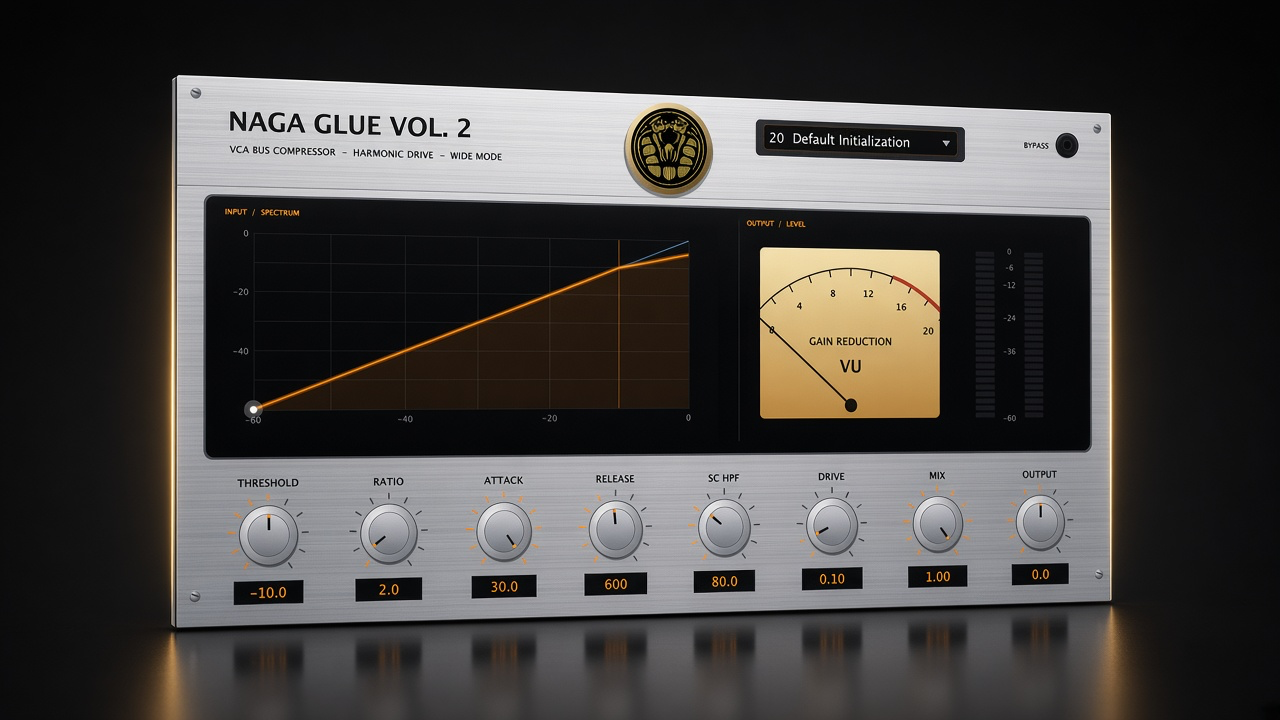 NAGA GLUE VOL. 2
VCA BUS COMPRESSOR – HARMONIC DRIVE – WIDE MODE
20 Default Initialization
BYPASS
INPUT / SPECTRUM
0
−20
−40
−60
−40
−20
0
OUTPUT / LEVEL
0
4
8
12
16
20
GAIN REDUCTION
VU
0
−6
−12
−24
−36
−60
THRESHOLD
RATIO
ATTACK
RELEASE
SC HPF
DRIVE
MIX
OUTPUT
−10.0
2.0
30.0
600
80.0
0.10
1.00
0.0